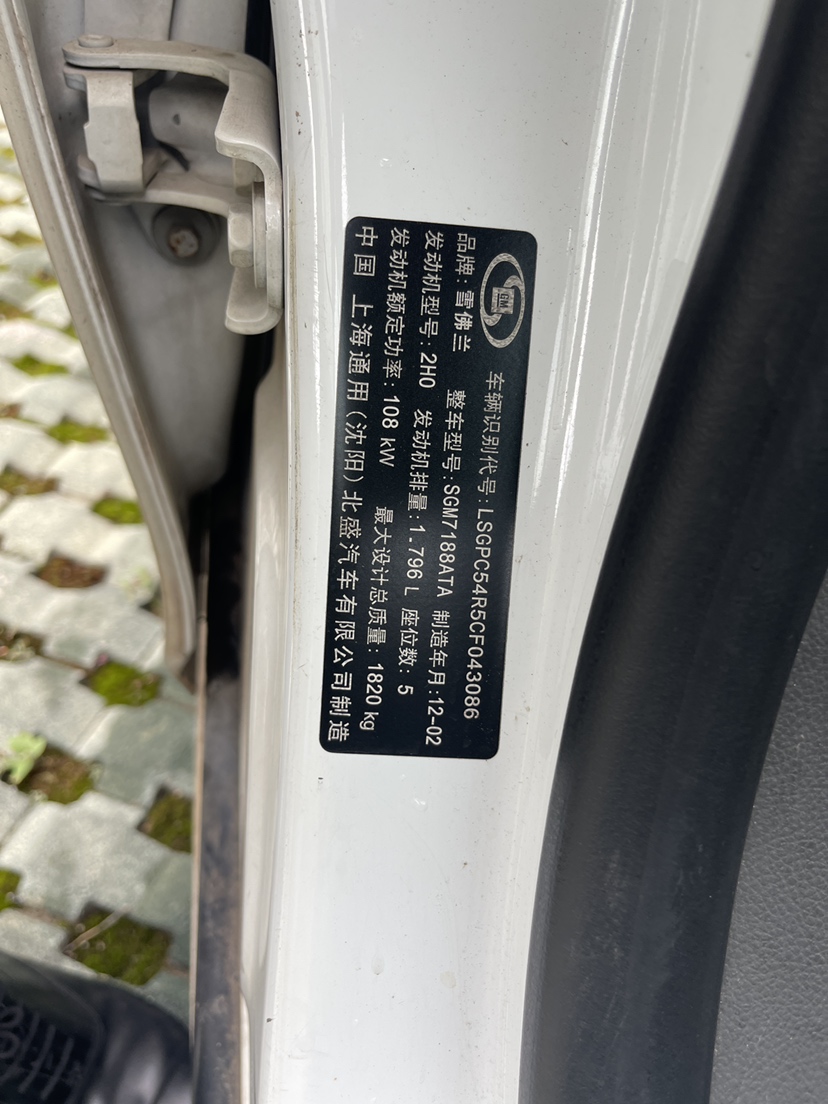 GM
车辆识别代号:LSGPC54R5CF043086
品牌:雪佛兰 整车型号:SGM7188ATA 制造年月:12-02
发动机型号:2H0 发动机排量:1.796 L 座位数:5
发动机额定功率:108 kW 最大设计总质量:1820 kg
中国 上海通用(沈阳)北盛汽车有限公司制造